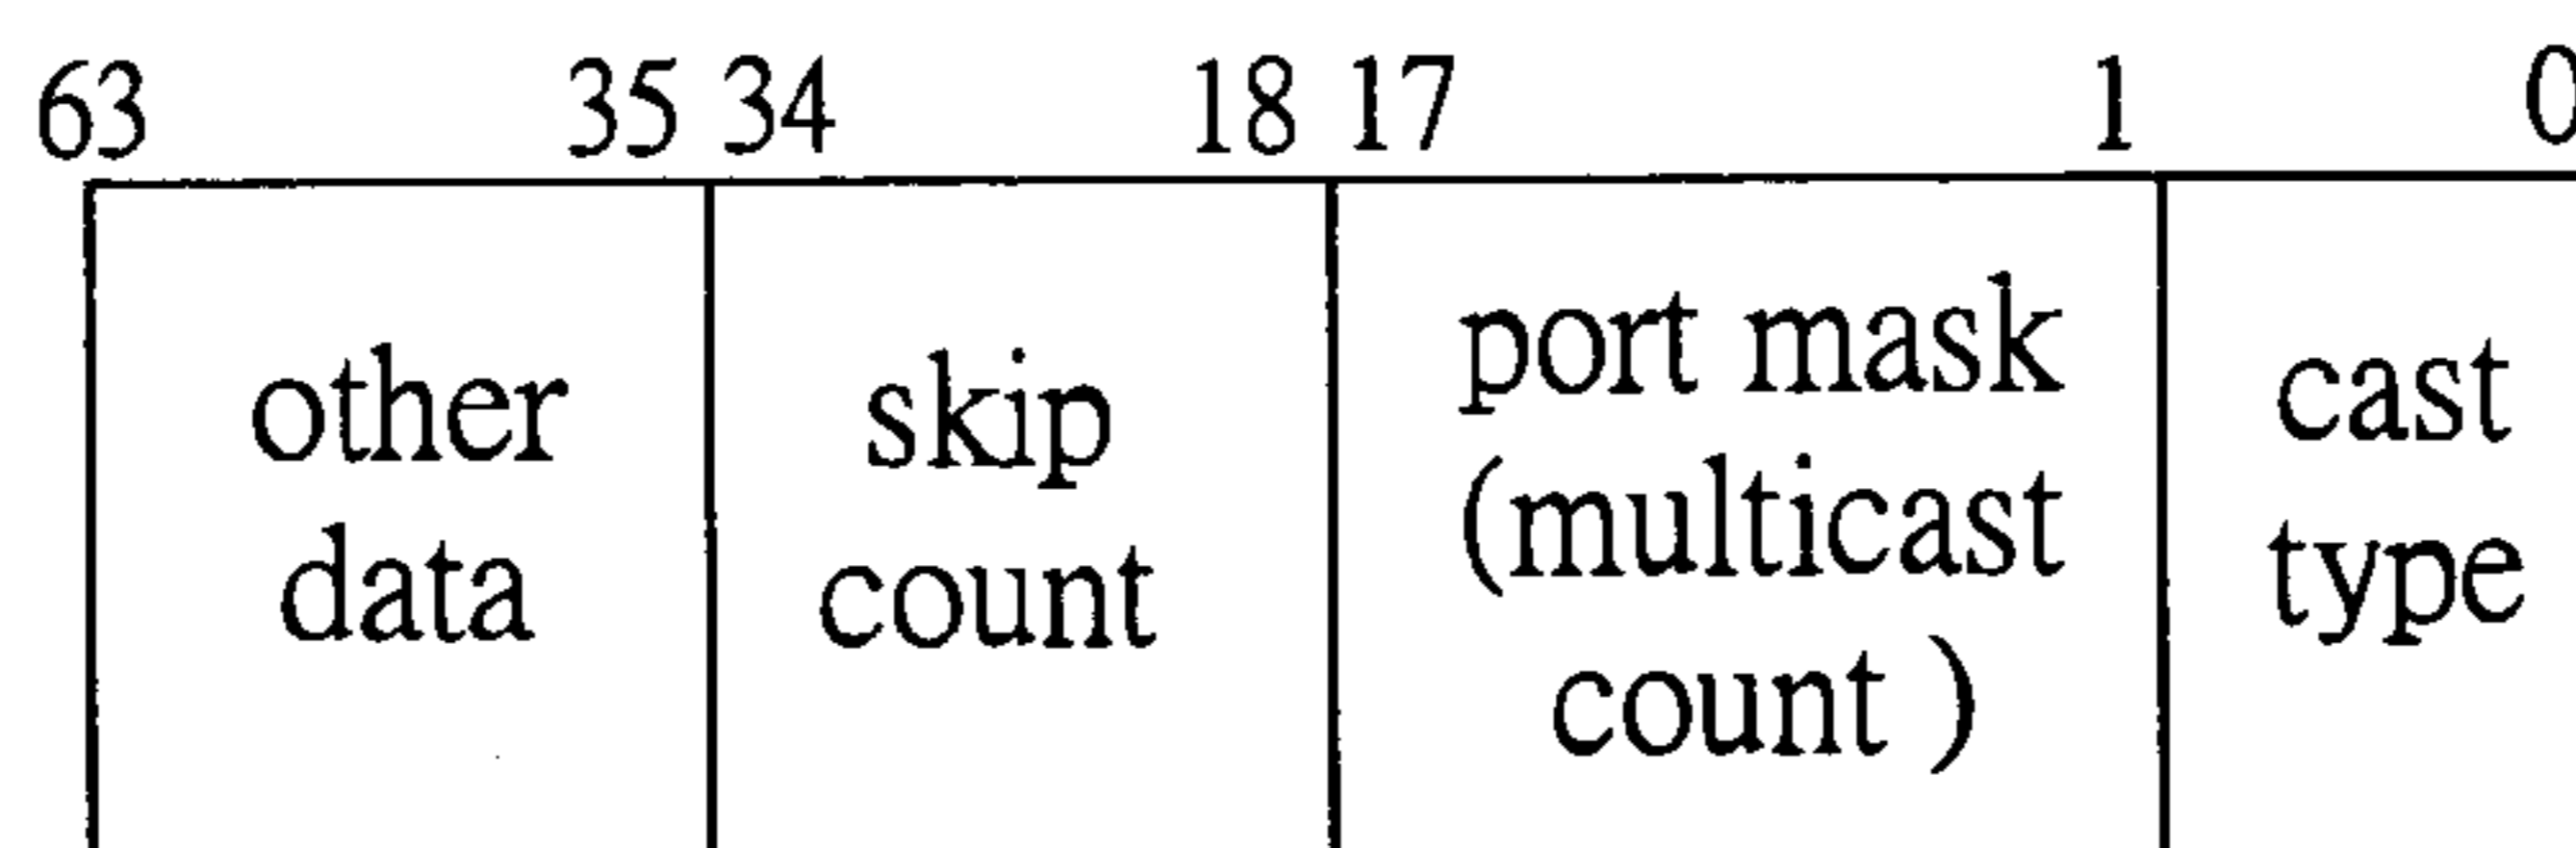 63 35 34 18 17 1 0
other data
skip count
port mask (multicast count )
cast type